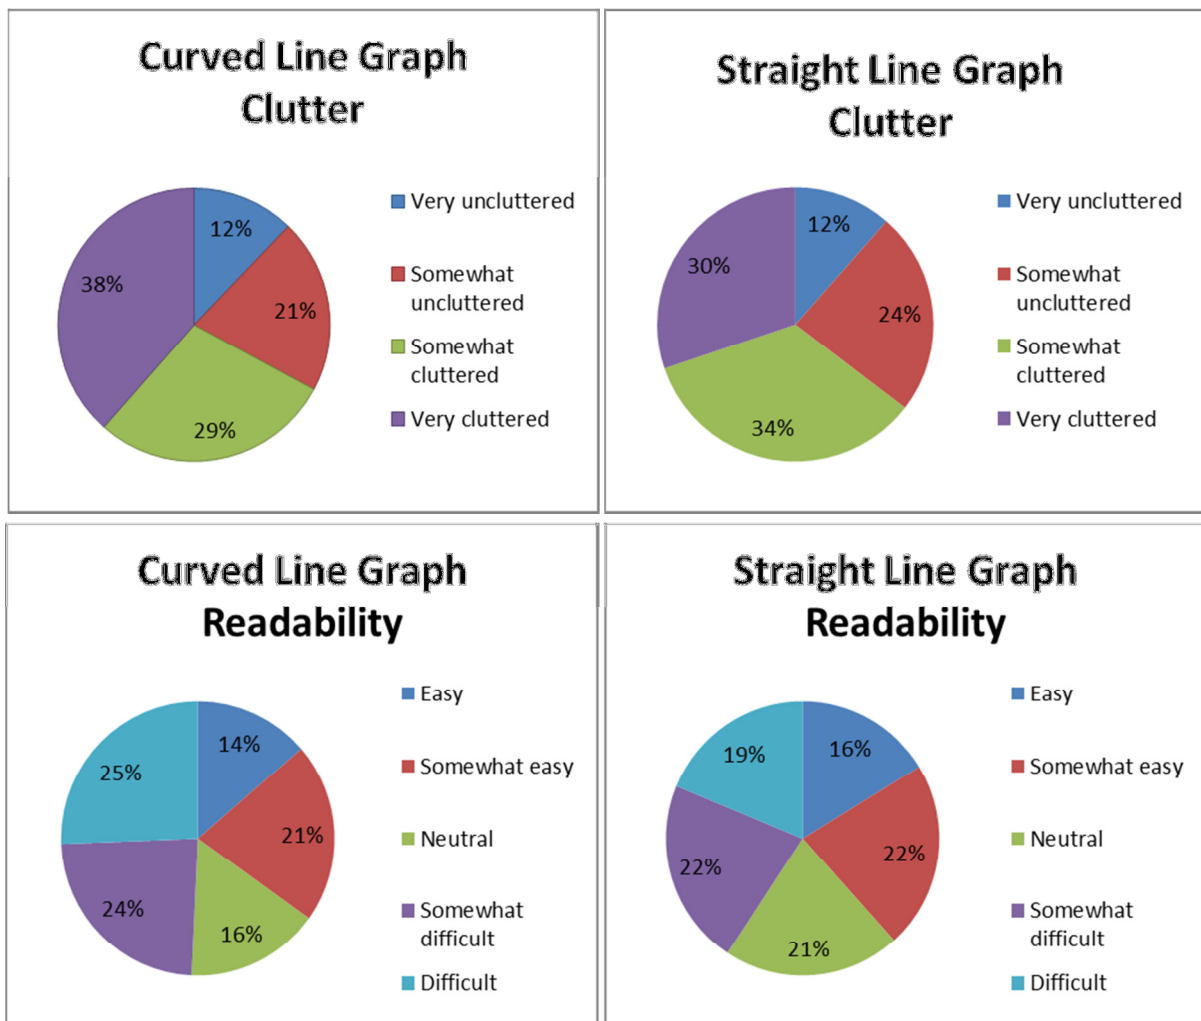 Curved Line Graph
Clutter
12%
21%
29%
38%
Very uncluttered
Somewhat
uncluttered
Somewhat
cluttered
Very cluttered
Straight Line Graph
Clutter
12%
24%
34%
30%
Very uncluttered
Somewhat
uncluttered
Somewhat
cluttered
Very cluttered
Curved Line Graph
Readability
14%
21%
16%
24%
25%
Easy
Somewhat easy
Neutral
Somewhat
difficult
Difficult
Straight Line Graph
Readability
16%
22%
21%
22%
19%
Easy
Somewhat easy
Neutral
Somewhat
difficult
Difficult